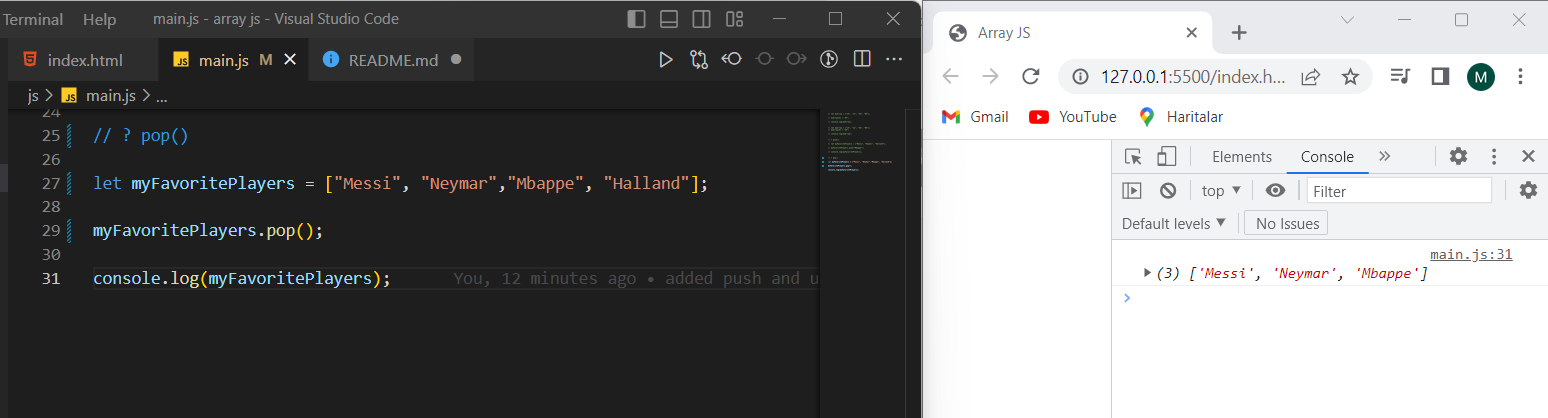 Terminal Help main.js - array js - Visual Studio Code
index.html main.js M README.md
js > main.js > ...
24
25 // ? pop()
26
27 let myFavoritePlayers = ["Messi", "Neymar","Mbappe", "Halland"];
28
29 myFavoritePlayers.pop();
30
31 console.log(myFavoritePlayers); You, 12 minutes ago • added push and u
Array JS
127.0.0.1:5500/index.h... M
Gmail YouTube Haritalar
Elements Console
top Filter
Default levels No Issues
main.js:31
(3) ['Messi', 'Neymar', 'Mbappe']